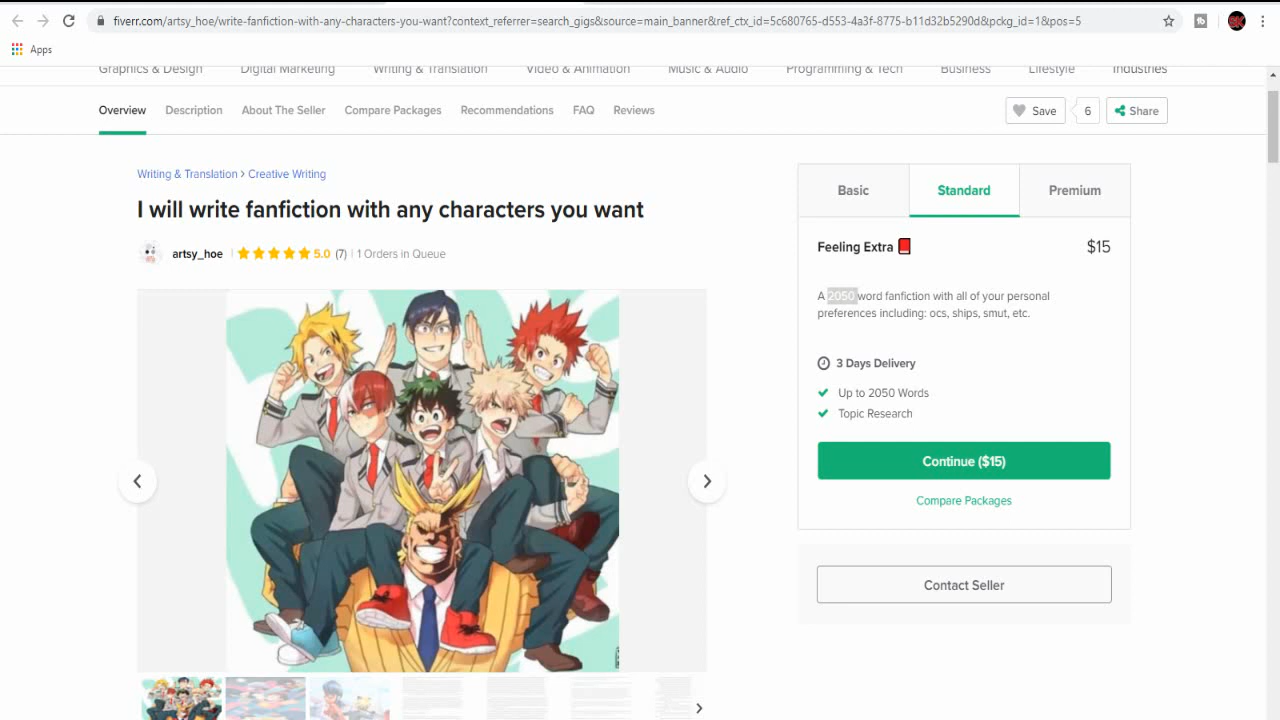 fiverr.com/artsy_hoe/write-fanfiction-with-any-characters-you-want?context_referrer=search_gigs&source=main_banner&ref_ctx_id=5c680765-d553-4a3f-8775-b11d32b5290d&pckg_id=1&pos=5
Apps
Graphics & Design Digital Marketing Writing & Translation Video & Animation Music & Audio Programming & Tech Business Lifestyle Industries
Overview Description About The Seller Compare Packages Recommendations FAQ Reviews Save 6 Share
Writing & Translation > Creative Writing
I will write fanfiction with any characters you want
artsy_hoe 5.0 (7) 1 Orders in Queue
Basic Standard Premium
Feeling Extra $15
A 2050 word fanfiction with all of your personal
preferences including: ocs, ships, smut, etc.
3 Days Delivery
Up to 2050 Words
Topic Research
Continue ($15)
Compare Packages
Contact Seller